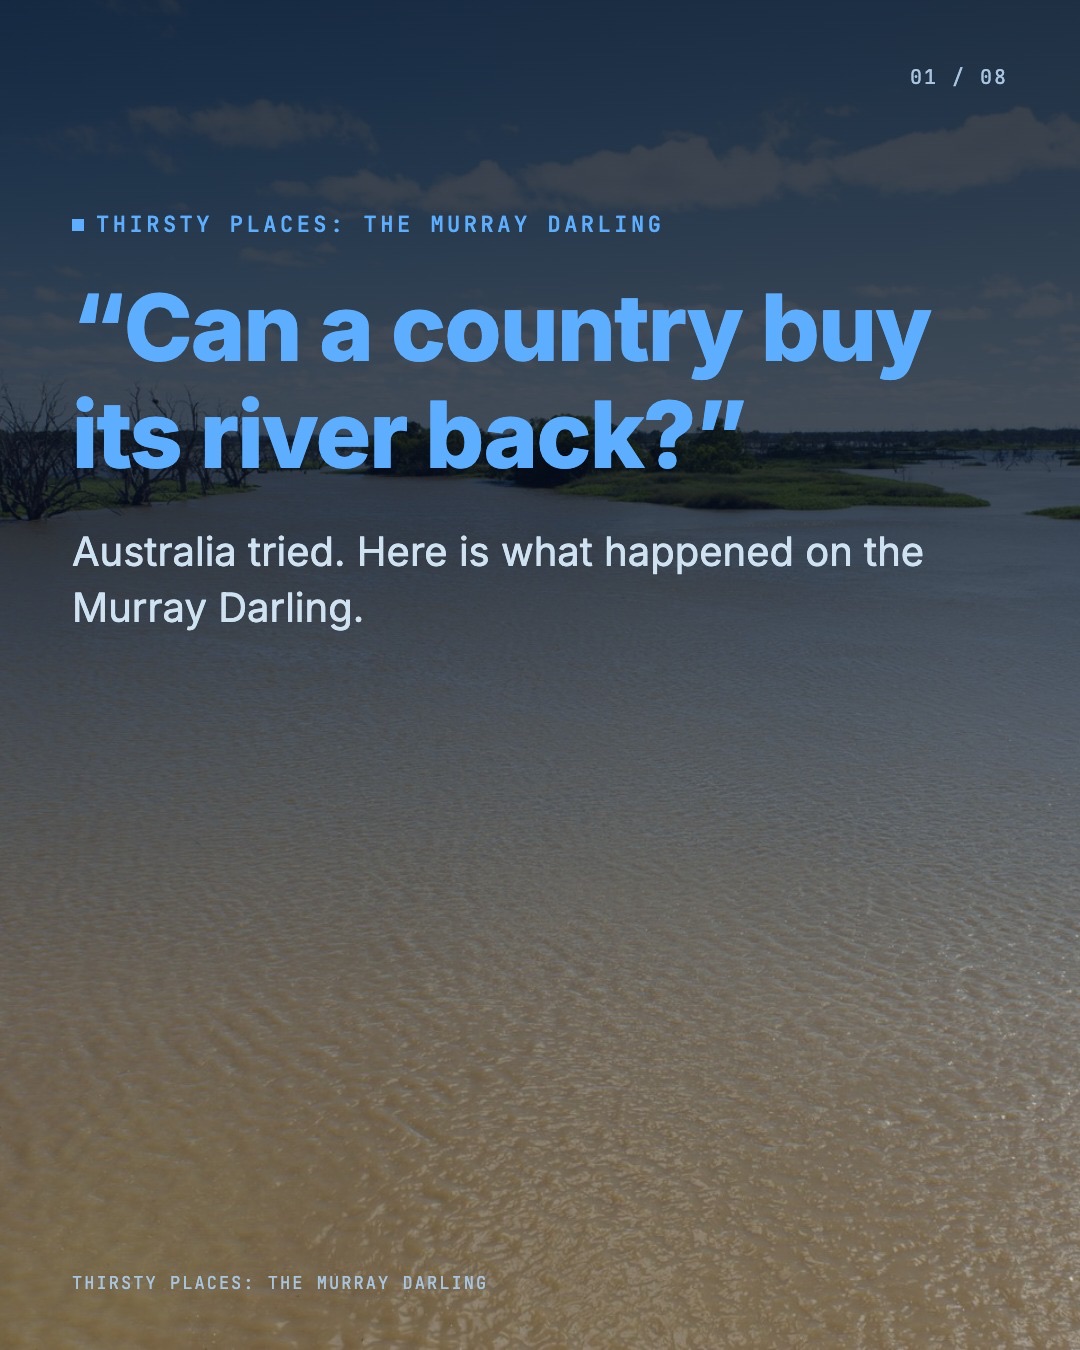 01 / 08
THIRSTY PLACES: THE MURRAY DARLING
“Can a country buy
its river back?”
Australia tried. Here is what happened on the
Murray Darling.
THIRSTY PLACES: THE MURRAY DARLING